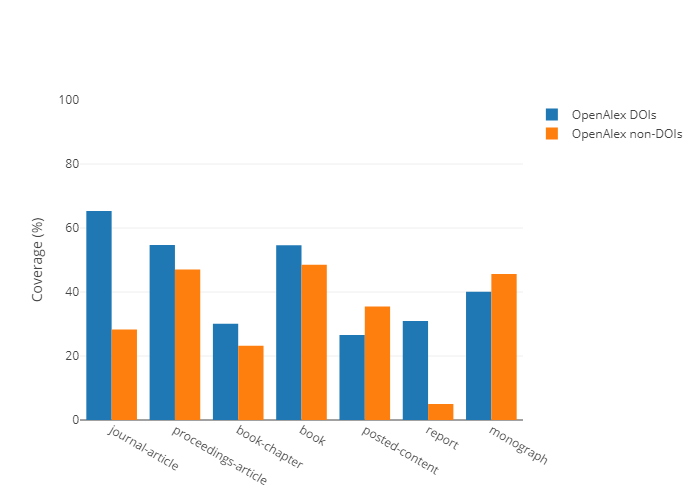 100
80
60
40
20
0
Coverage (%)
journal-article
proceedings-article
book-chapter
book
posted-content
report
monograph
OpenAlex DOIs
OpenAlex non-DOIs